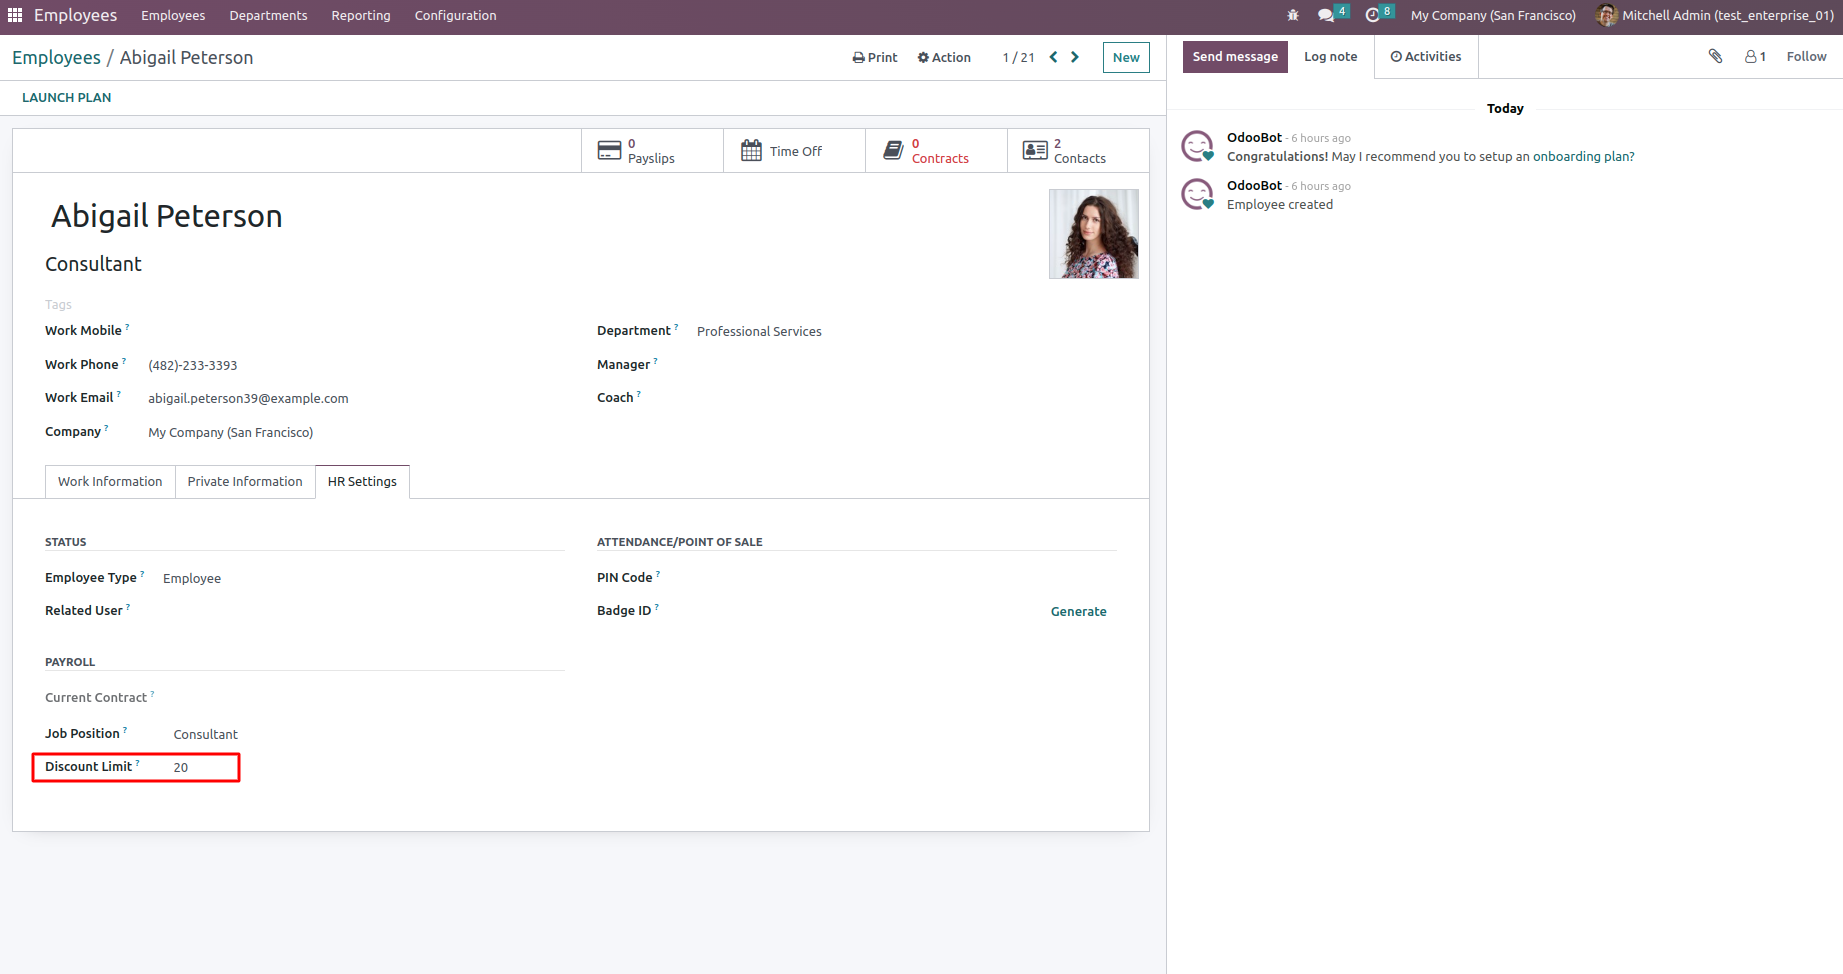 Employees Employees Departments Reporting Configuration 4 8 My Company (San Francisco) Mitchell Admin (test_enterprise_01)
Employees / Abigail Peterson Print Action 1 / 21 New
LAUNCH PLAN
0 Payslips
Time Off
0 Contracts
2 Contacts
Abigail Peterson
Consultant
Tags
Work Mobile ?
Department ? Professional Services
Work Phone ? (482)-233-3393
Manager ?
Work Email ? abigail.peterson39@example.com
Coach ?
Company ? My Company (San Francisco)
Work Information Private Information HR Settings
STATUS
Employee Type ? Employee
Related User ?
ATTENDANCE/POINT OF SALE
PIN Code ?
Badge ID ? Generate
PAYROLL
Current Contract ?
Job Position ? Consultant
Discount Limit ? 20
Send message Log note Activities 1 Follow
Today
OdooBot - 6 hours ago
Congratulations! May I recommend you to setup an onboarding plan?
OdooBot - 6 hours ago
Employee created